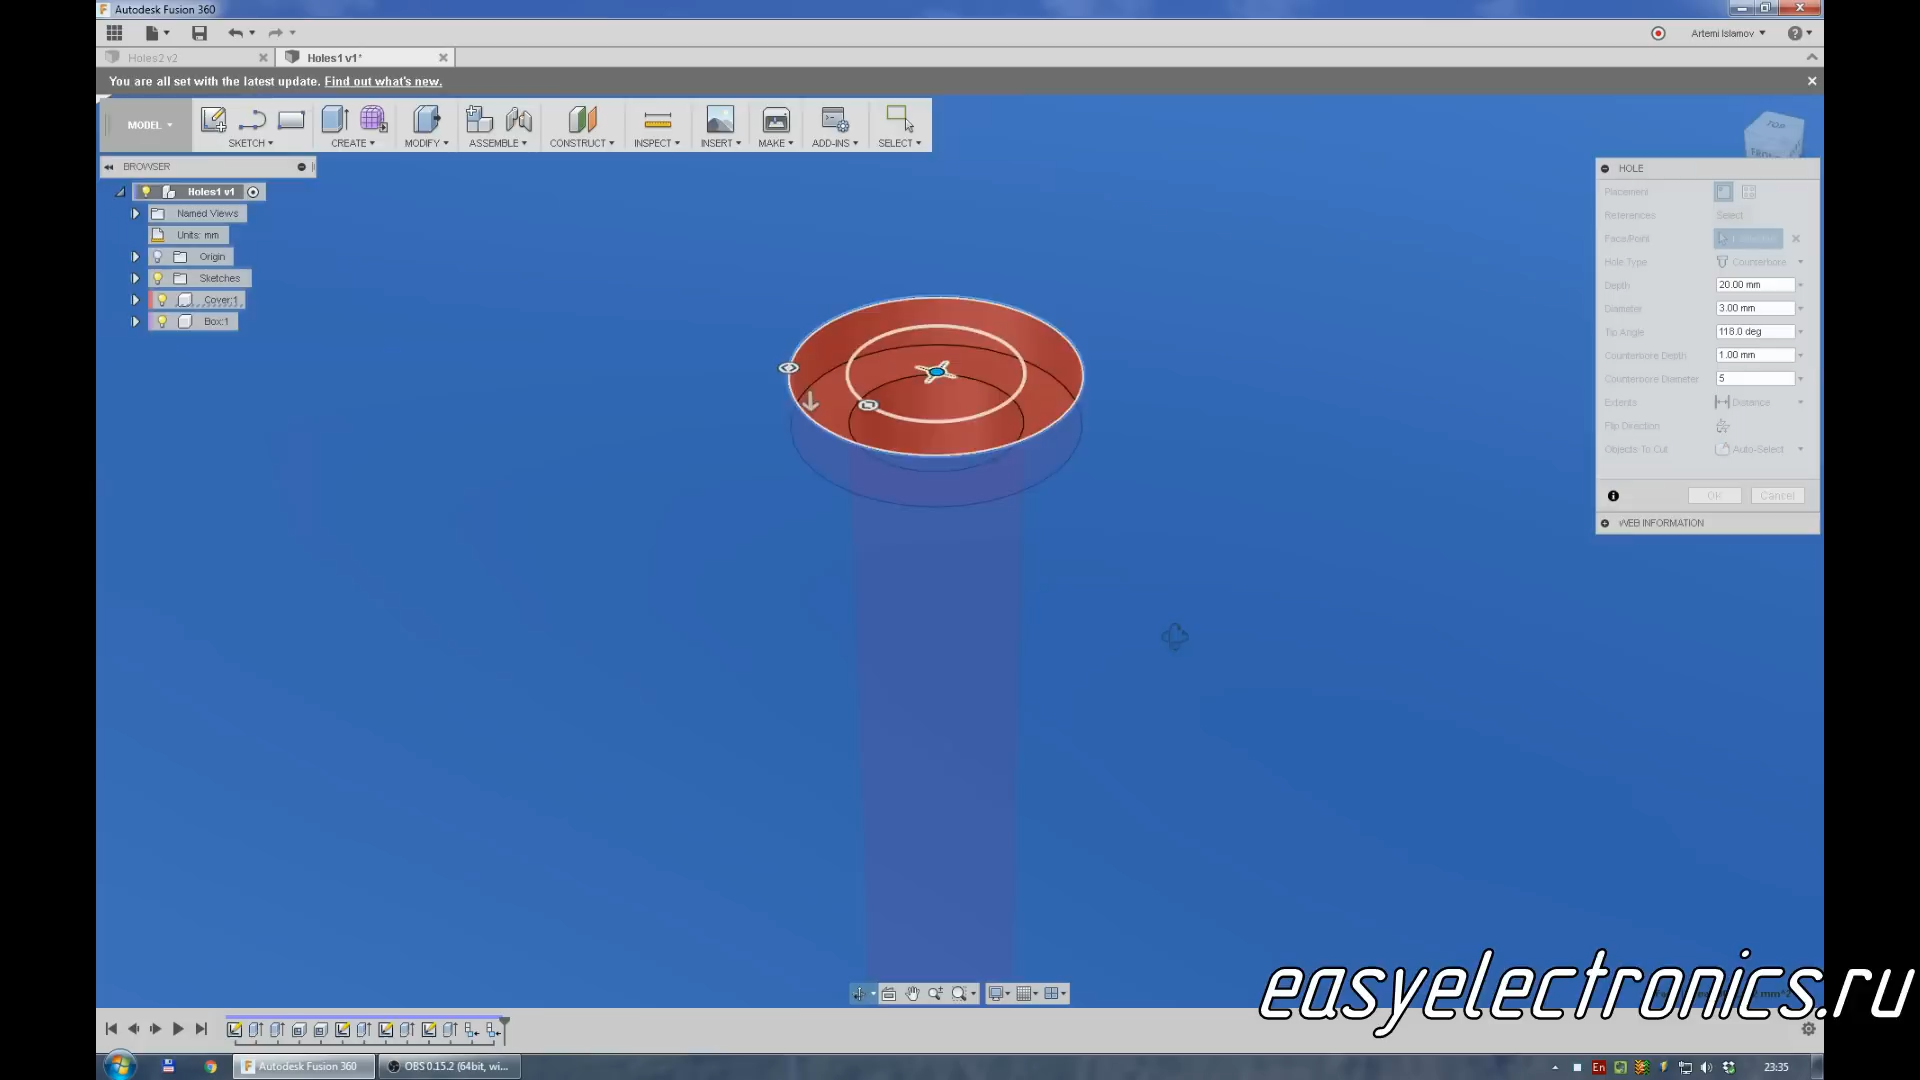 Autodesk Fusion 360
Artemi Islamov
Holes2 v2
Holes1 v1*
You are all set with the latest update. Find out what's new.
MODEL
SKETCH
CREATE
MODIFY
ASSEMBLE
CONSTRUCT
INSPECT
INSERT
MAKE
ADD-INS
SELECT
TOP
BROWSER
Holes1 v1
Named Views
Units: mm
Origin
Sketches
Cover:1
Box:1
HOLE
Placement
References Select
Face/Point
Hole Type Counterbore
Depth 20.00 mm
Diameter 3.00 mm
Tip Angle 118.0 deg
Counterbore Depth 1.00 mm
Counterbore Diameter 5
Extents Distance
Flip Direction
Objects To Cut Auto-Select
OK Cancel
WEB INFORMATION
easyelectronics.ru
Autodesk Fusion 360
OBS 0.15.2 (64bit, wi...
En
23:35